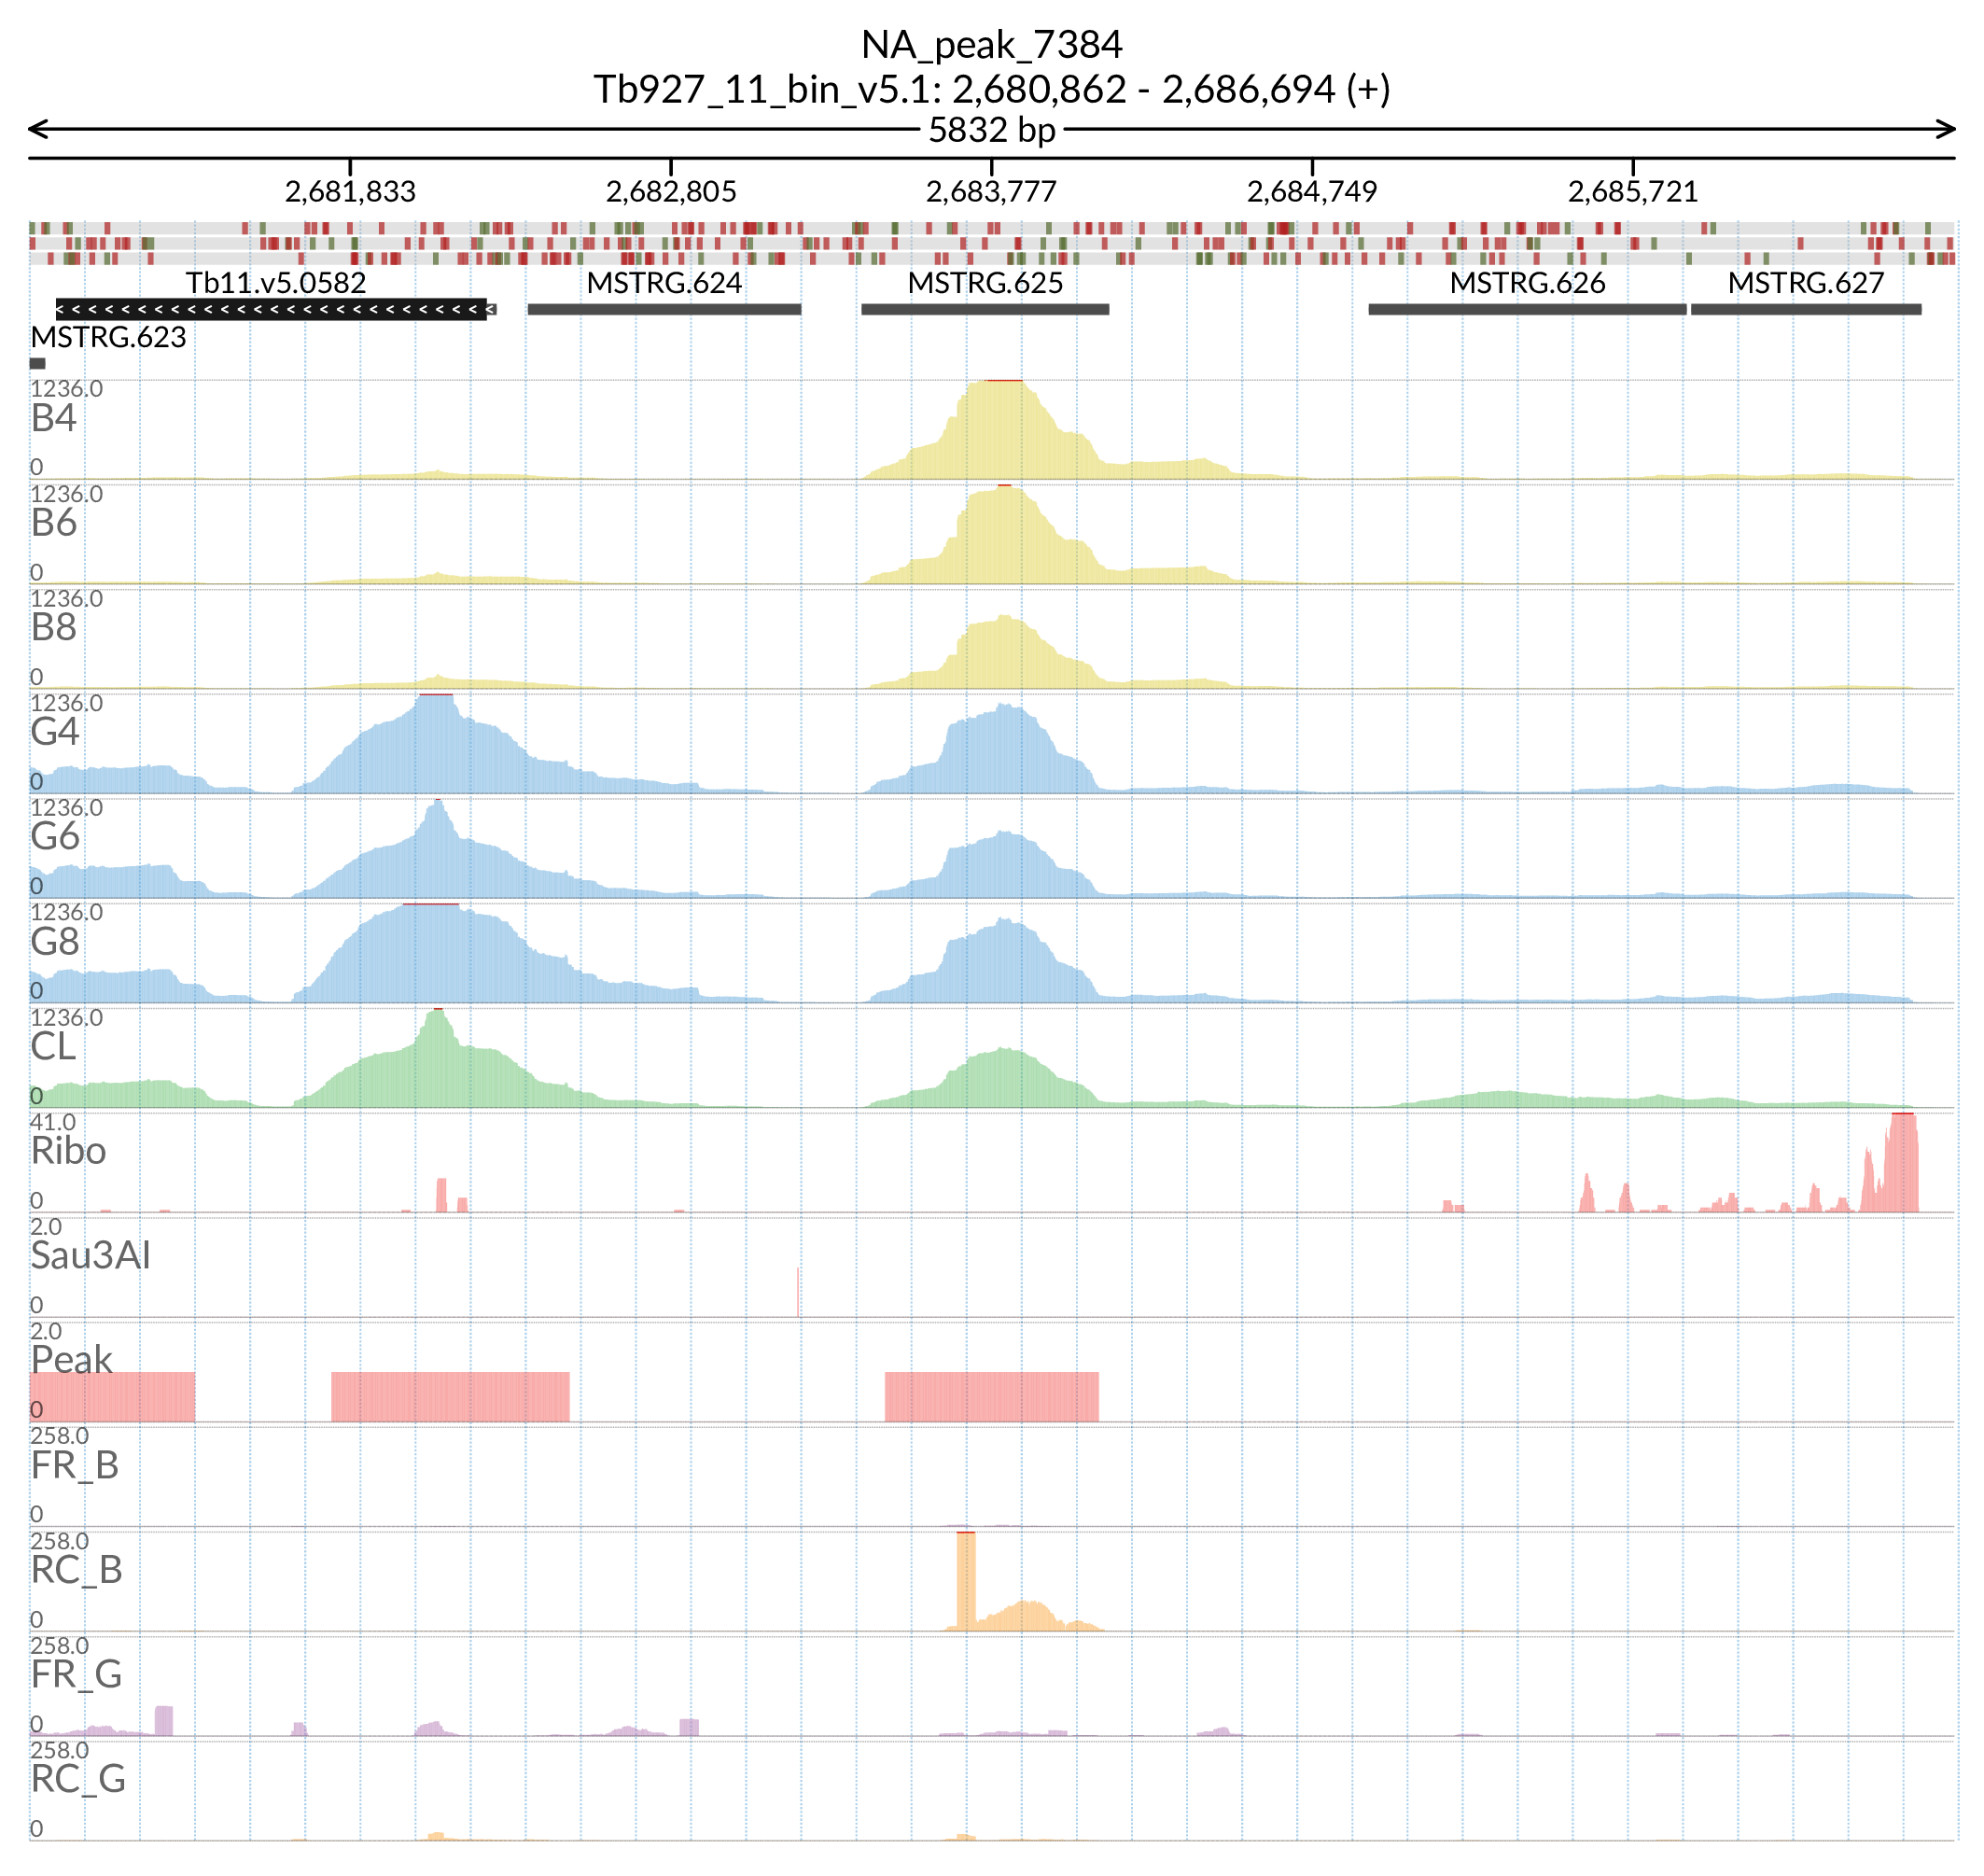 NA_peak_7384
Tb927_11_bin_v5.1: 2,680,862 - 2,686,694 (+)
5832 bp
2,681,833 2,682,805 2,683,777 2,684,749 2,685,721
Tb11.v5.0582 MSTRG.624 MSTRG.625 MSTRG.626 MSTRG.627
MSTRG.623
1236.0
B4
0
1236.0
B6
0
1236.0
B8
0
1236.0
G4
0
1236.0
G6
0
1236.0
G8
0
1236.0
CL
0
41.0
Ribo
0
2.0
Sau3AI
0
2.0
Peak
0
258.0
FR_B
0
258.0
RC_B
0
258.0
FR_G
0
258.0
RC_G
0